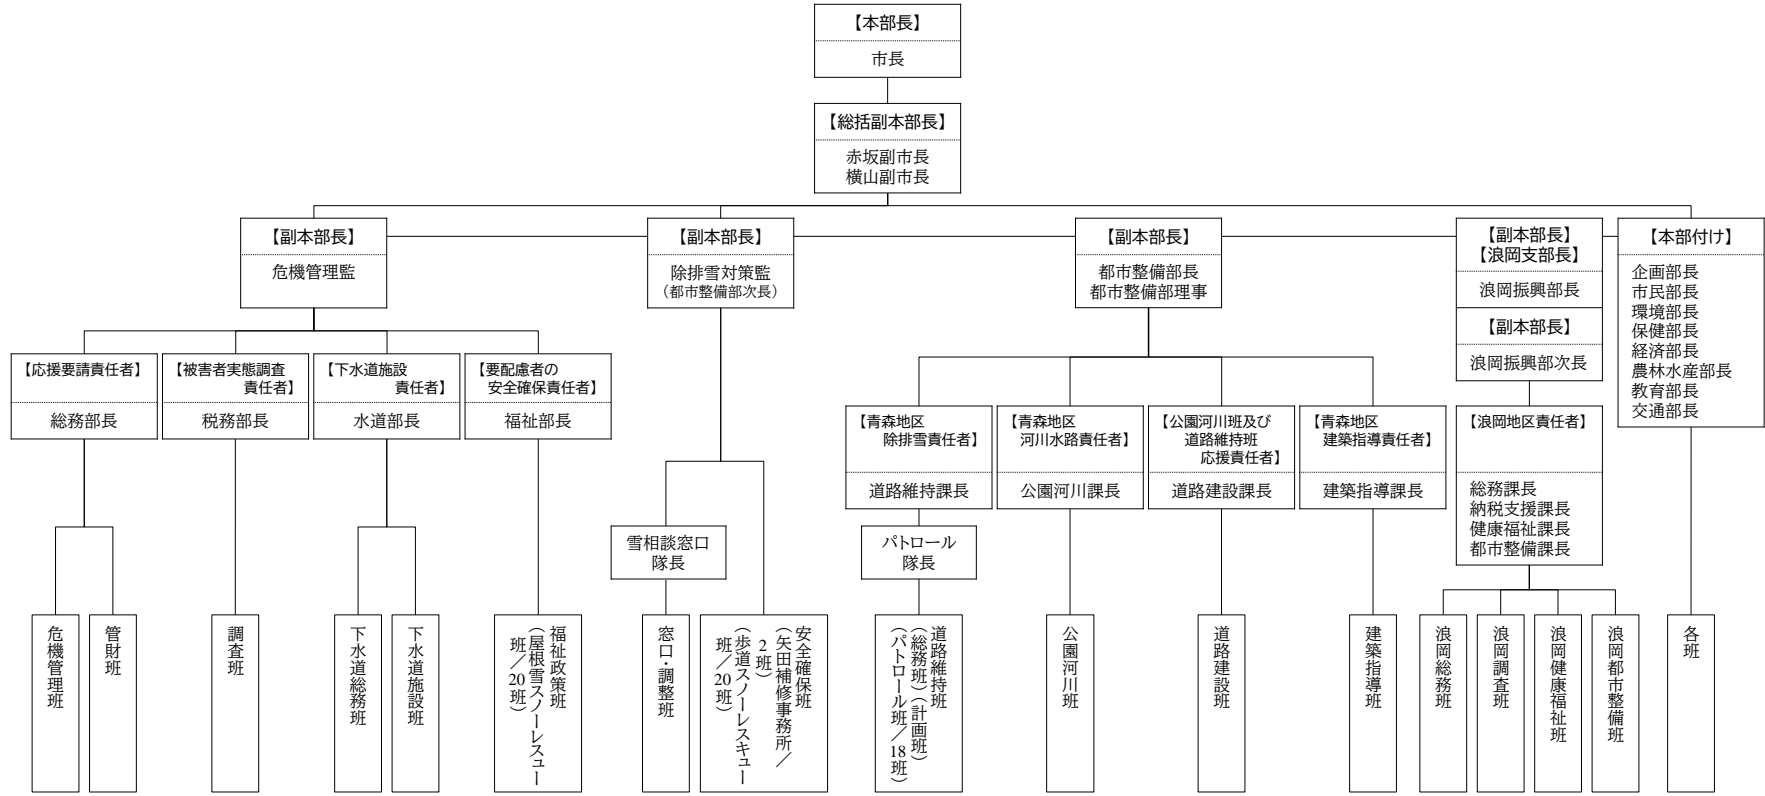 【本部長】
市長
【総括副本部長】
赤坂副市長
横山副市長
【副本部長】
危機管理監
【副本部長】
除排雪対策監
（都市整備部次長）
【副本部長】
都市整備部長
都市整備部理事
【副本部長】
【浪岡支部長】
浪岡振興部長
【副本部長】
浪岡振興部次長
【本部付け】
企画部長
市民部長
環境部長
保健部長
経済部長
農林水産部長
教育部長
交通部長
【応援要請責任者】
総務部長
【被害者実態調査
責任者】
税務部長
【下水道施設
責任者】
水道部長
【要配慮者の
安全確保責任者】
福祉部長
【青森地区
除排雪責任者】
道路維持課長
【青森地区
河川水路責任者】
公園河川課長
【公園河川班及び
道路維持班
応援責任者】
道路建設課長
【青森地区
建築指導責任者】
建築指導課長
【浪岡地区責任者】
総務課長
納税支援課長
健康福祉課長
都市整備課長
雪相談窓口
隊長
パトロール
隊長
危機管理班
管財班
調査班
下水道総務班
下水道施設班
福祉政策班
（屋根雪スノーレスュー
班／20班）
窓口・調整班
安全確保班
（矢田補修事務所／
2班）
（歩道スノーレスキュー
班／20班）
道路維持班
（総務班）（計画班）
（パトロール班／18班）
公園河川班
道路建設班
建築指導班
浪岡総務班
浪岡調査班
浪岡健康福祉班
浪岡都市整備班
各班